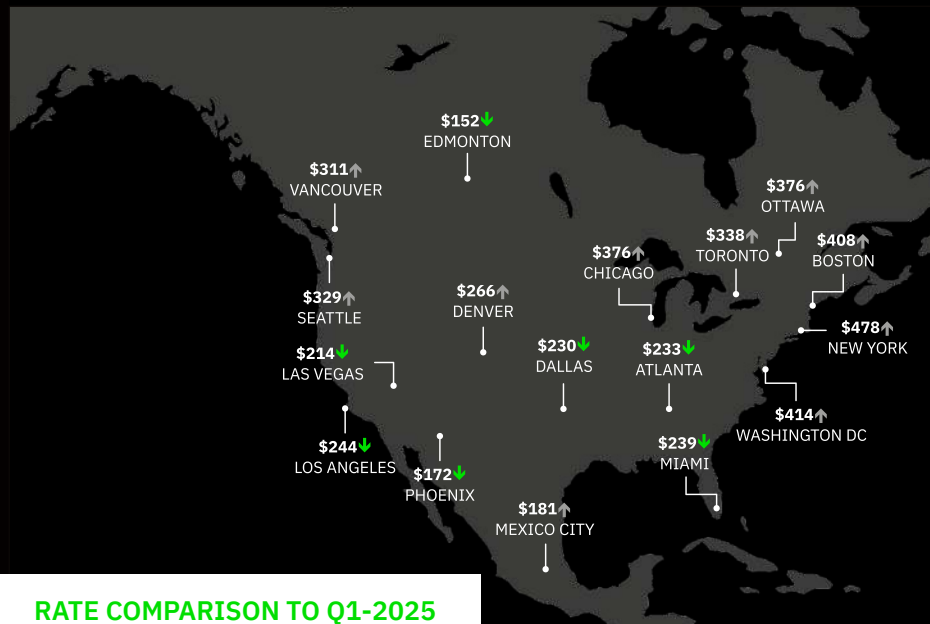 $152↓
EDMONTON
$311↑
VANCOUVER
$376↑
OTTAWA
$338↑
TORONTO
$408↑
BOSTON
$376↑
CHICAGO
$329↑
SEATTLE
$266↑
DENVER
$478↑
NEW YORK
$214↓
LAS VEGAS
$230↓
DALLAS
$233↓
ATLANTA
$414↑
WASHINGTON DC
$244↓
LOS ANGELES
$239↓
MIAMI
$172↓
PHOENIX
$181↑
MEXICO CITY
RATE COMPARISON TO Q1-2025